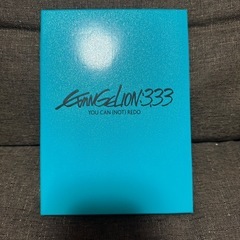 EVANGELION:3.33
YOU CAN (NOT) REDO.